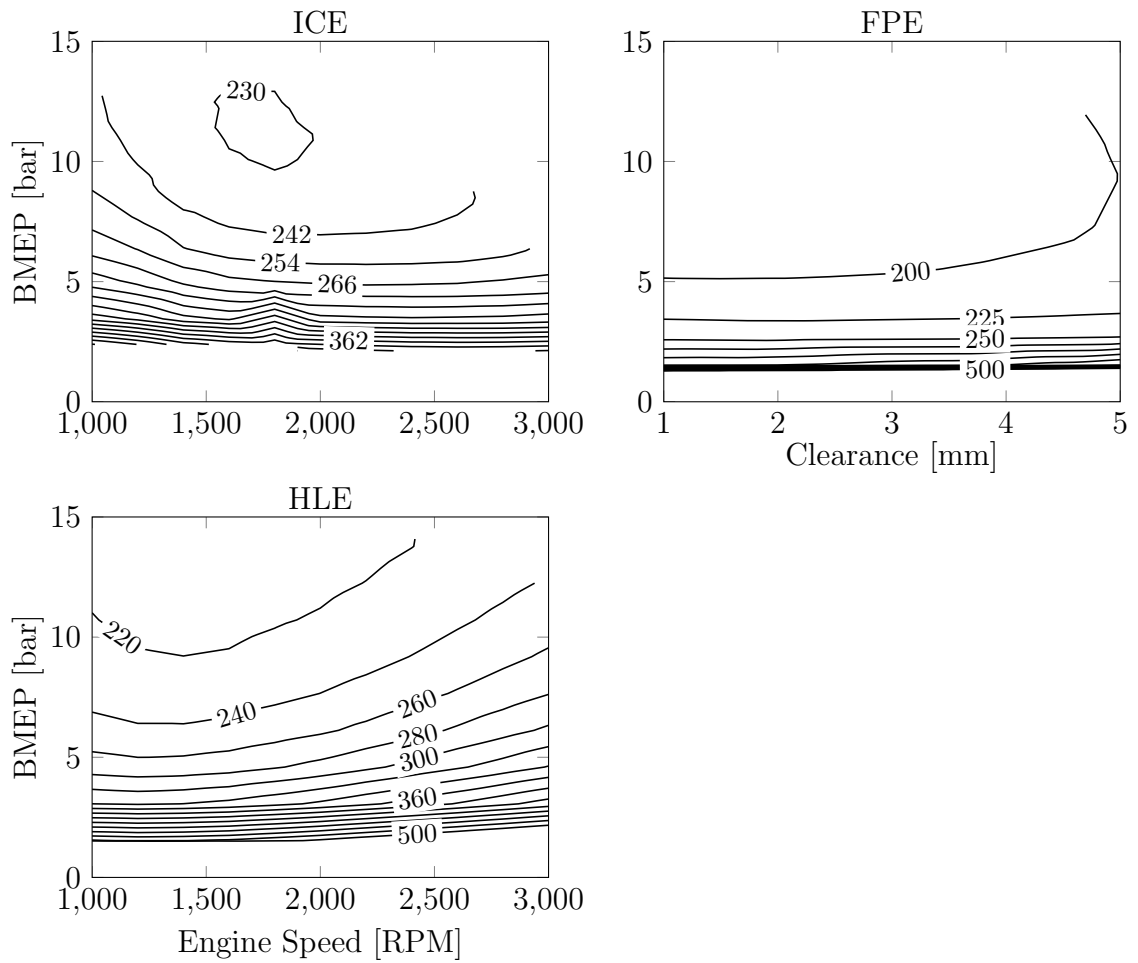 ICE
15
10
5
0
BMEP [bar]
230
242
254
266
362
1,000 1,500 2,000 2,500 3,000
FPE
15
10
5
0
200
225
250
500
1 2 3 4 5
Clearance [mm]
HLE
15
10
5
0
BMEP [bar]
220
240
260
280
300
360
500
1,000 1,500 2,000 2,500 3,000
Engine Speed [RPM]